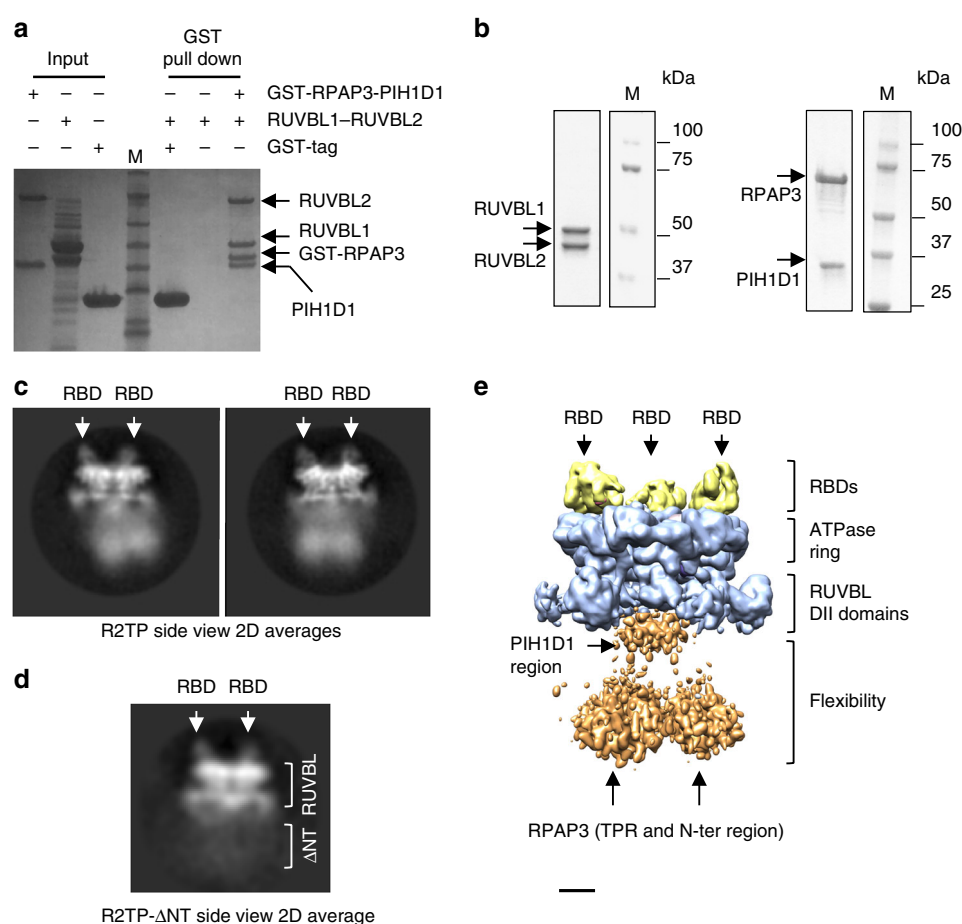 a
Input
GST
pull down
+ – – – – + GST-RPAP3-PIH1D1
– + – + + + RUVBL1–RUVBL2
– – + + – – GST-tag
M
RUVBL2
RUVBL1
GST-RPAP3
PIH1D1
b
kDa
M
100
75
50
37
RUVBL1
RUVBL2
kDa
M
100
75
50
37
25
RPAP3
PIH1D1
c
RBD RBD
RBD RBD
R2TP side view 2D averages
d
RBD RBD
RUVBL
ΔNT
R2TP-ΔNT side view 2D average
e
RBD RBD RBD
RBDs
ATPase
ring
RUVBL
DII domains
PIH1D1
region
Flexibility
RPAP3 (TPR and N-ter region)